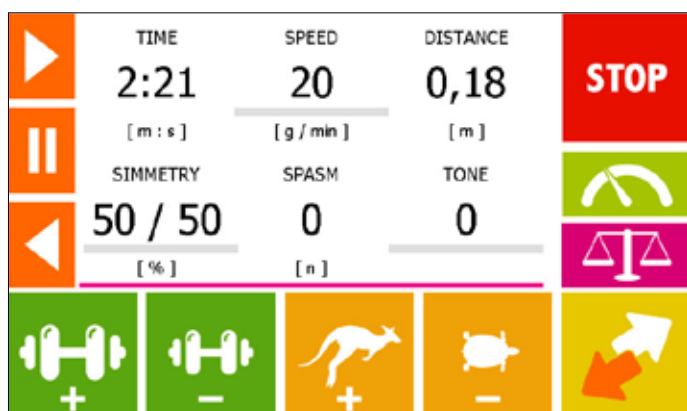 TIME SPEED DISTANCE
STOP
2:21 20 0,18
[ m : s ] [ g / min ] [ m ]
SIMMETRY SPASM TONE
50 / 50 0 0
[ % ] [ n ]
+ − + −